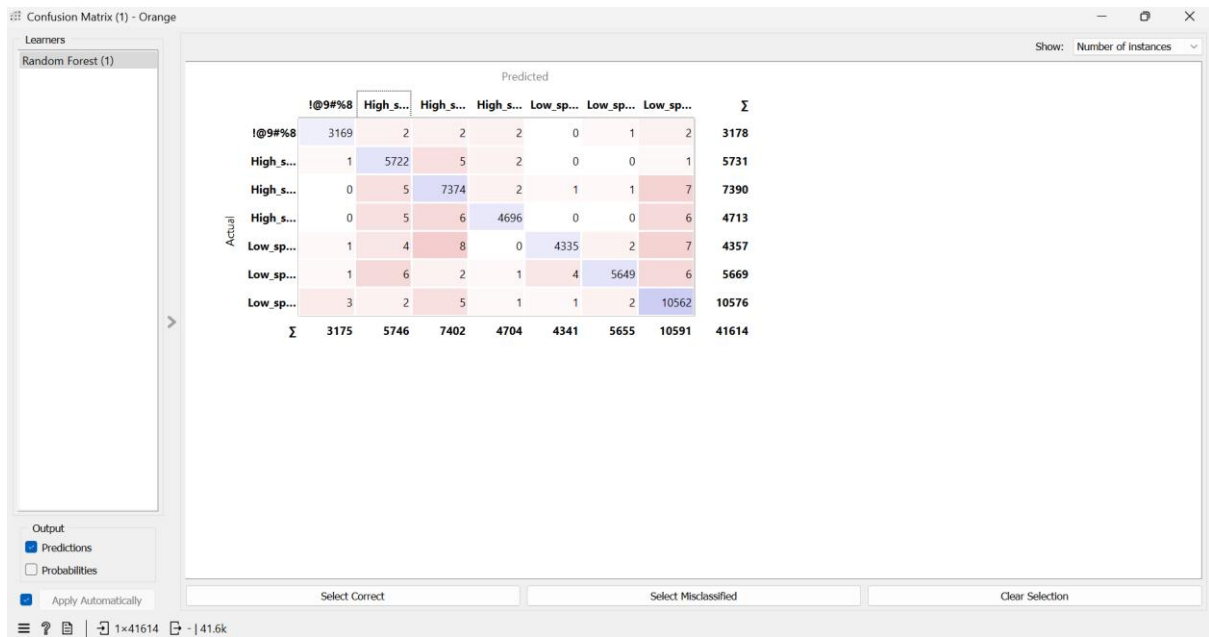 Confusion Matrix (1) - Orange
Learners
Random Forest (1)
Show: Number of instances
Predicted
!@9#%8 High_s... High_s... High_s... Low_sp... Low_sp... Low_sp... Σ
!@9#%8 3169 2 2 2 0 1 2 3178
High_s... 1 5722 5 2 0 0 1 5731
High_s... 0 5 7374 2 1 1 7 7390
High_s... 0 5 6 4696 0 0 6 4713
Actual
Low_sp... 1 4 8 0 4335 2 7 4357
Low_sp... 1 6 2 1 4 5649 6 5669
Low_sp... 3 2 5 1 1 2 10562 10576
Σ 3175 5746 7402 4704 4341 5655 10591 41614
Output
Predictions
Probabilities
Apply Automatically
Select Correct Select Misclassified Clear Selection
1×41614 - | 41.6k